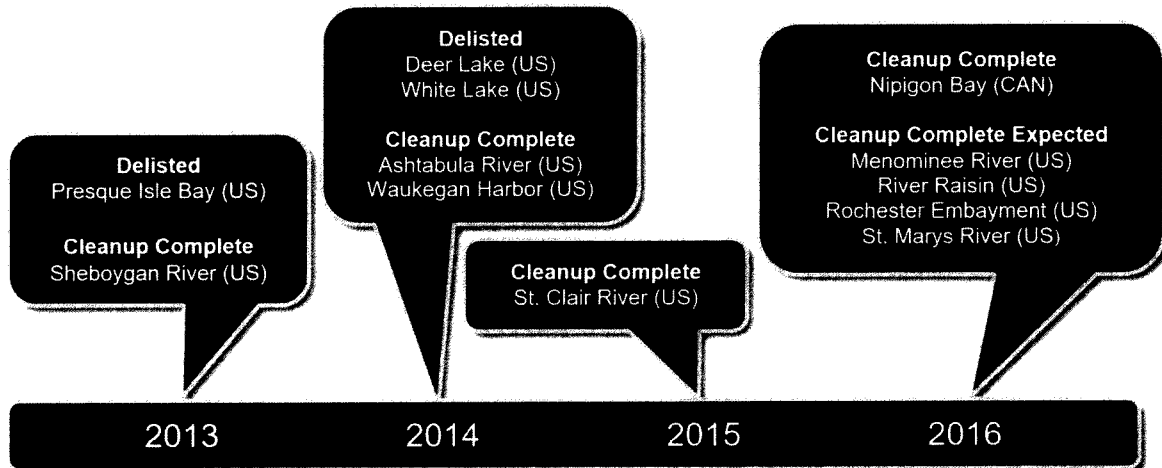 Delisted
Presque Isle Bay (US)
Cleanup Complete
Sheboygan River (US)
Delisted
Deer Lake (US)
White Lake (US)
Cleanup Complete
Ashtabula River (US)
Waukegan Harbor (US)
Cleanup Complete
St. Clair River (US)
Cleanup Complete
Nipigon Bay (CAN)
Cleanup Complete Expected
Menominee River (US)
River Raisin (US)
Rochester Embayment (US)
St. Marys River (US)
2013
2014
2015
2016